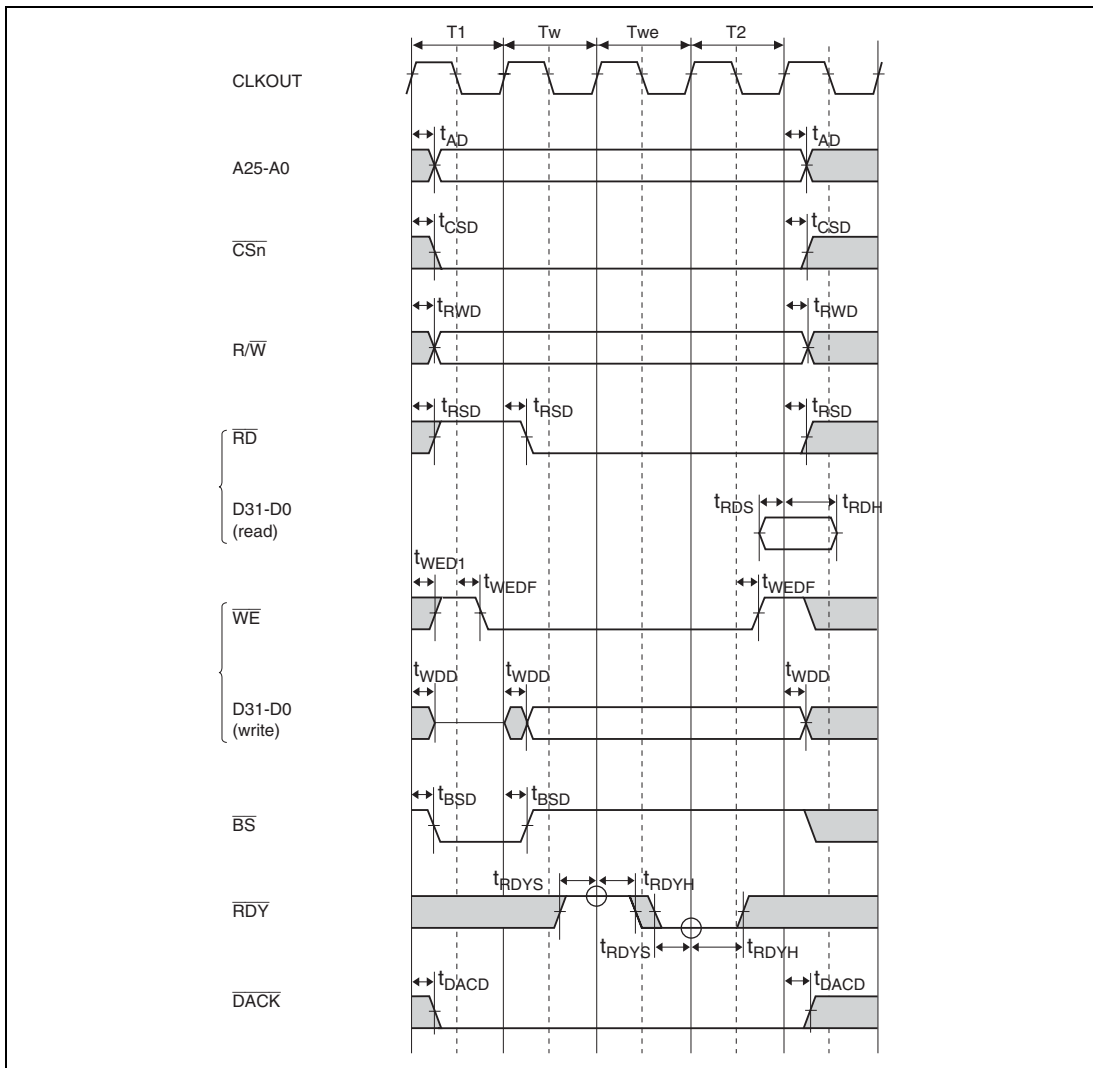 T1 Tw Twe T2
CLKOUT
tAD tAD
A25-A0
tCSD tCSD
CSn
tRWD tRWD
R/W
tRSD tRSD tRSD
RD
tRDS tRDH
D31-D0
(read)
tWED1 tWEDF tWEDF
WE
tWDD tWDD tWDD
D31-D0
(write)
tBSD tBSD
BS
tRDYS tRDYH
RDY
tRDYS tRDYH
tDACD tDACD
DACK